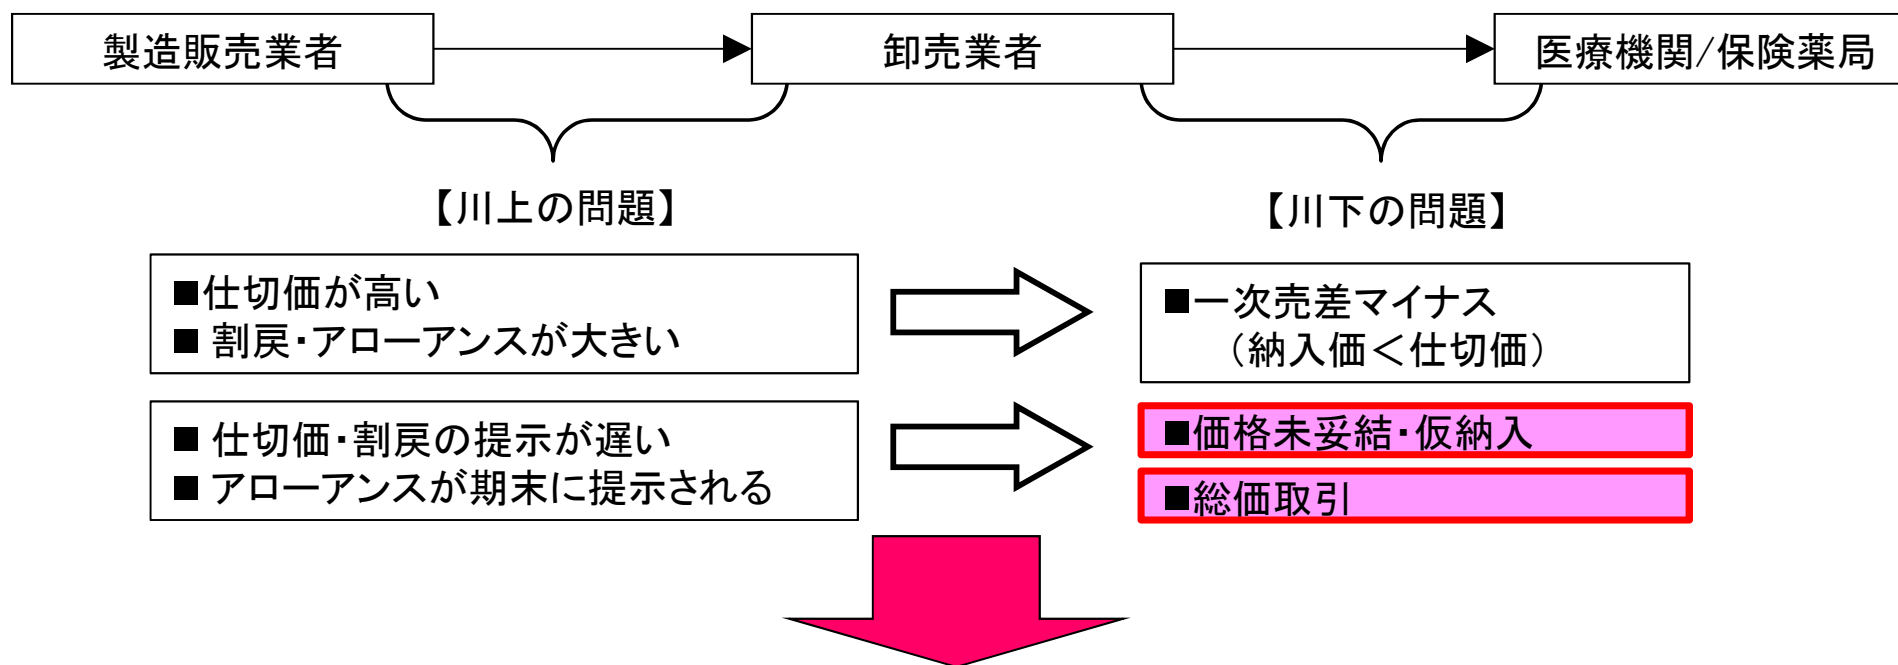 製造販売業者
卸売業者
医療機関/保険薬局
【川上の問題】
【川下の問題】
■仕切価が高い
■ 割戻・アローアンスが大きい
■一次売差マイナス
（納入価＜仕切価）
■ 仕切価・割戻の提示が遅い
■ アローアンスが期末に提示される
■価格未妥結・仮納入
■総価取引